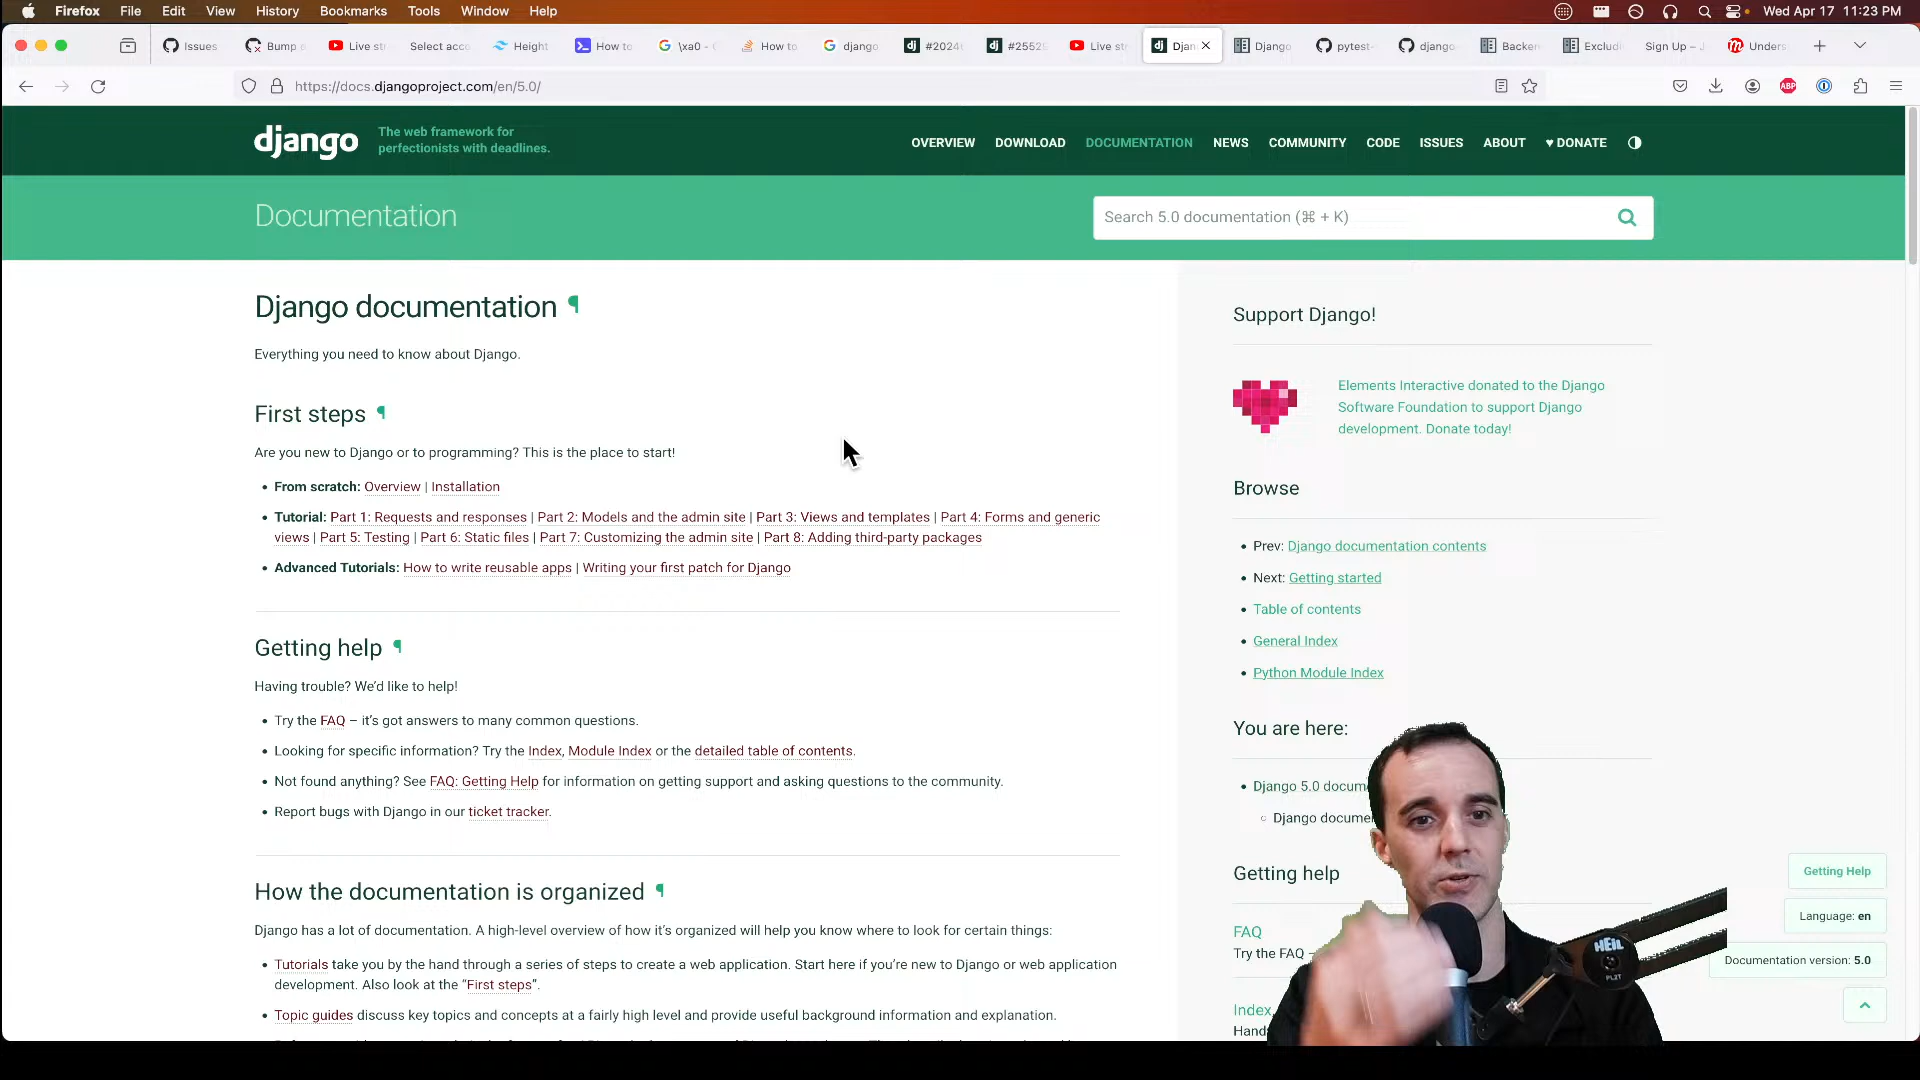 Firefox File Edit View History Bookmarks Tools Window Help Wed Apr 17 11:23 PM
Issues Bump Live st Select acco Height How to \xa0 - How to django #2024 #2552 Live st Djan Django pytest- django Backen Exclud Sign Up – Unders
https://docs.djangoproject.com/en/5.0/ ABP
django
The web framework for
perfectionists with deadlines.
OVERVIEW DOWNLOAD DOCUMENTATION NEWS COMMUNITY CODE ISSUES ABOUT ♥ DONATE
Documentation
Search 5.0 documentation (⌘ + K)
Django documentation ¶
Everything you need to know about Django.
First steps ¶
Are you new to Django or to programming? This is the place to start!
• From scratch: Overview | Installation
• Tutorial: Part 1: Requests and responses | Part 2: Models and the admin site | Part 3: Views and templates | Part 4: Forms and generic
views | Part 5: Testing | Part 6: Static files | Part 7: Customizing the admin site | Part 8: Adding third-party packages
• Advanced Tutorials: How to write reusable apps | Writing your first patch for Django
Getting help ¶
Having trouble? We’d like to help!
• Try the FAQ – it’s got answers to many common questions.
• Looking for specific information? Try the Index, Module Index or the detailed table of contents.
• Not found anything? See FAQ: Getting Help for information on getting support and asking questions to the community.
• Report bugs with Django in our ticket tracker.
How the documentation is organized ¶
Django has a lot of documentation. A high-level overview of how it’s organized will help you know where to look for certain things:
• Tutorials take you by the hand through a series of steps to create a web application. Start here if you’re new to Django or web application
development. Also look at the “First steps”.
• Topic guides discuss key topics and concepts at a fairly high level and provide useful background information and explanation.
Support Django!
Elements Interactive donated to the Django
Software Foundation to support Django
development. Donate today!
Browse
• Prev: Django documentation contents
• Next: Getting started
• Table of contents
• General Index
• Python Module Index
You are here:
• Django 5.0 docum
◦ Django docume
Getting help
FAQ
Try the FAQ –
Index,
Hand
HEIL
PL2T
Getting Help
Language: en
Documentation version: 5.0